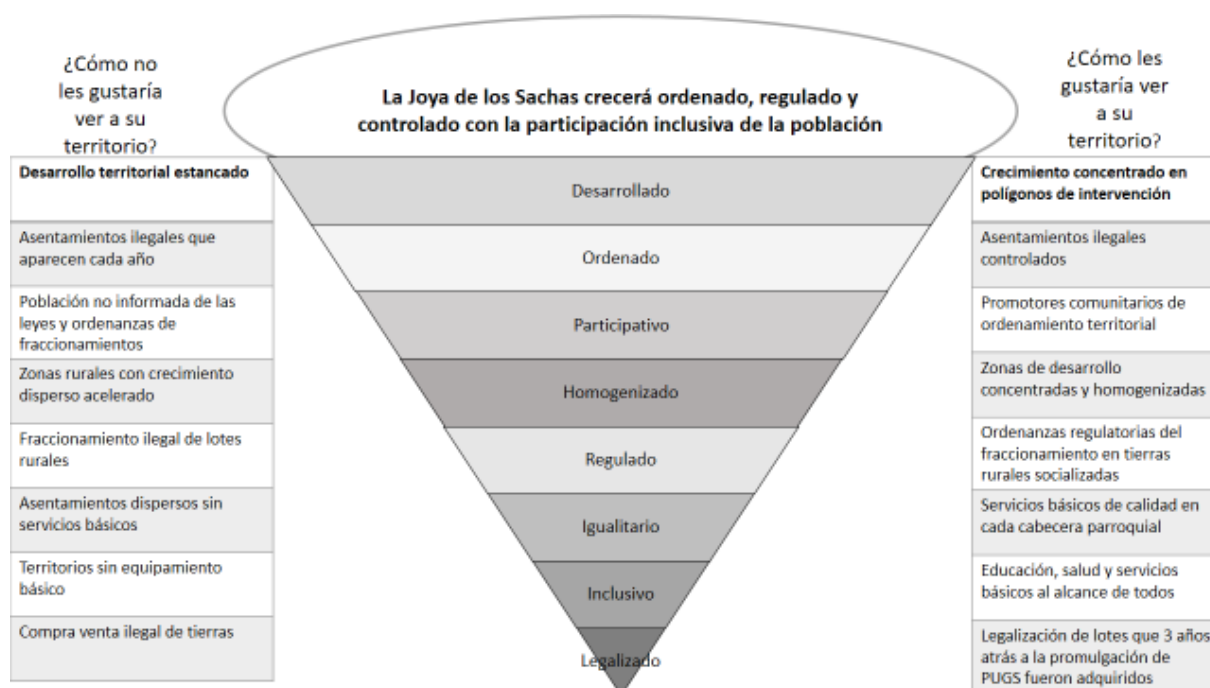 ¿Cómo no
les gustaría
ver a su
territorio?
La Joya de los Sachas crecerá ordenado, regulado y
controlado con la participación inclusiva de la población
¿Cómo les
gustaría ver
a su
territorio?
Desarrollo territorial estancado
Desarrollado
Crecimiento concentrado en
polígonos de intervención
Asentamientos ilegales que
aparecen cada año
Ordenado
Asentamientos ilegales
controlados
Población no informada de las
leyes y ordenanzas de
fraccionamientos
Participativo
Promotores comunitarios de
ordenamiento territorial
Zonas rurales con crecimiento
disperso acelerado
Homogenizado
Zonas de desarrollo
concentradas y homogenizadas
Fraccionamiento ilegal de lotes
rurales
Regulado
Ordenanzas regulatorias del
fraccionamiento en tierras
rurales socializadas
Asentamientos dispersos sin
servicios básicos
Igualitario
Servicios básicos de calidad en
cada cabecera parroquial
Territorios sin equipamiento
básico
Inclusivo
Educación, salud y servicios
básicos al alcance de todos
Compra venta ilegal de tierras
Legalizado
Legalización de lotes que 3 años
atrás a la promulgación de
PUGS fueron adquiridos